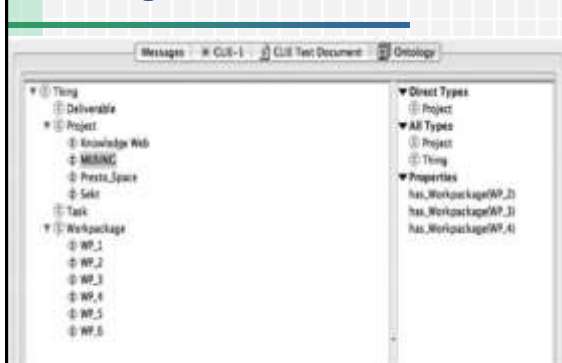 Messages CLIE-1 CLIE Test Document Ontology
Thing
Deliverable
Project
Knowledge Web
MUSING
Presto_Space
Sekt
Task
Workpackage
WP_1
WP_2
WP_3
WP_4
WP_5
WP_6
Direct Types
Project
All Types
Project
Thing
Properties
has_Workpackage(WP_2)
has_Workpackage(WP_3)
has_Workpackage(WP_4)